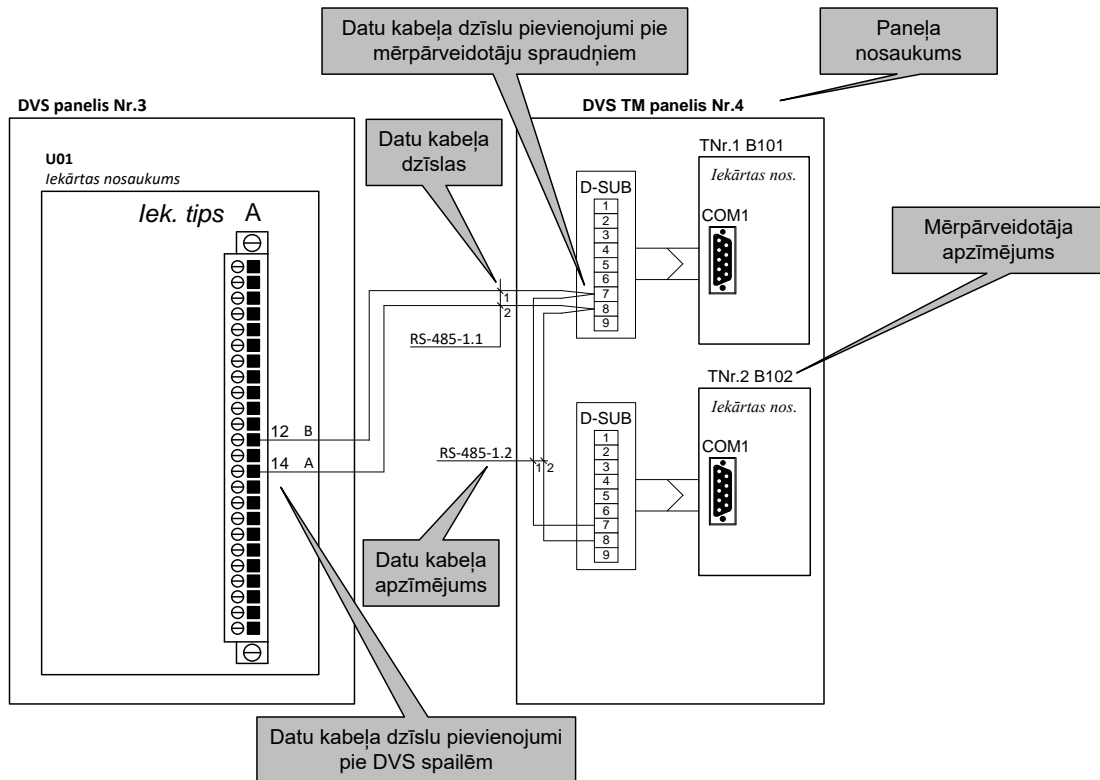 Datu kabeļa dzīslu pievienojumi pie
mērpārveidotāju spraudņiem
Paneļa
nosaukums
DVS panelis Nr.3
DVS TM panelis Nr.4
Datu kabeļa
dzīslas
U01
Iekārtas nosaukums
Iek. tips A
TNr.1 B101
Iekārtas nos.
D-SUB
1
2
3
4
5
6
7
8
9
COM1
Mērpārveidotāja
apzīmējums
1
2
RS-485-1.1
TNr.2 B102
Iekārtas nos.
D-SUB
1
2
3
4
5
6
7
8
9
COM1
12 B
14 A
RS-485-1.2
1 2
Datu kabeļa
apzīmējums
Datu kabeļa dzīslu pievienojumi
pie DVS spailēm